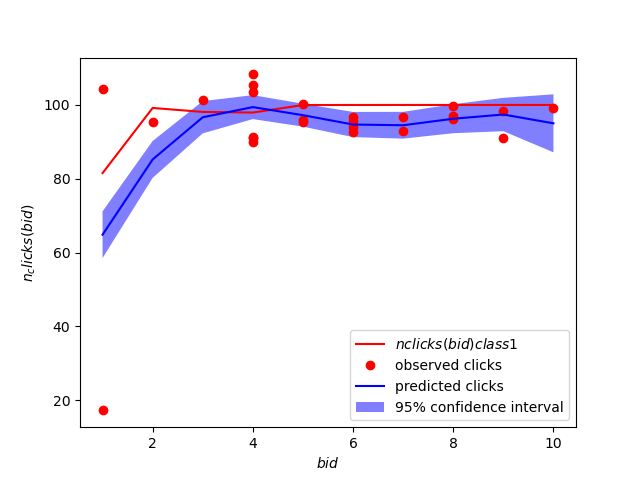 100
80
60
40
20
n_clicks(bid)
2
4
6
8
10
bid
nclicks(bid)class1
observed clicks
predicted clicks
95% confidence interval